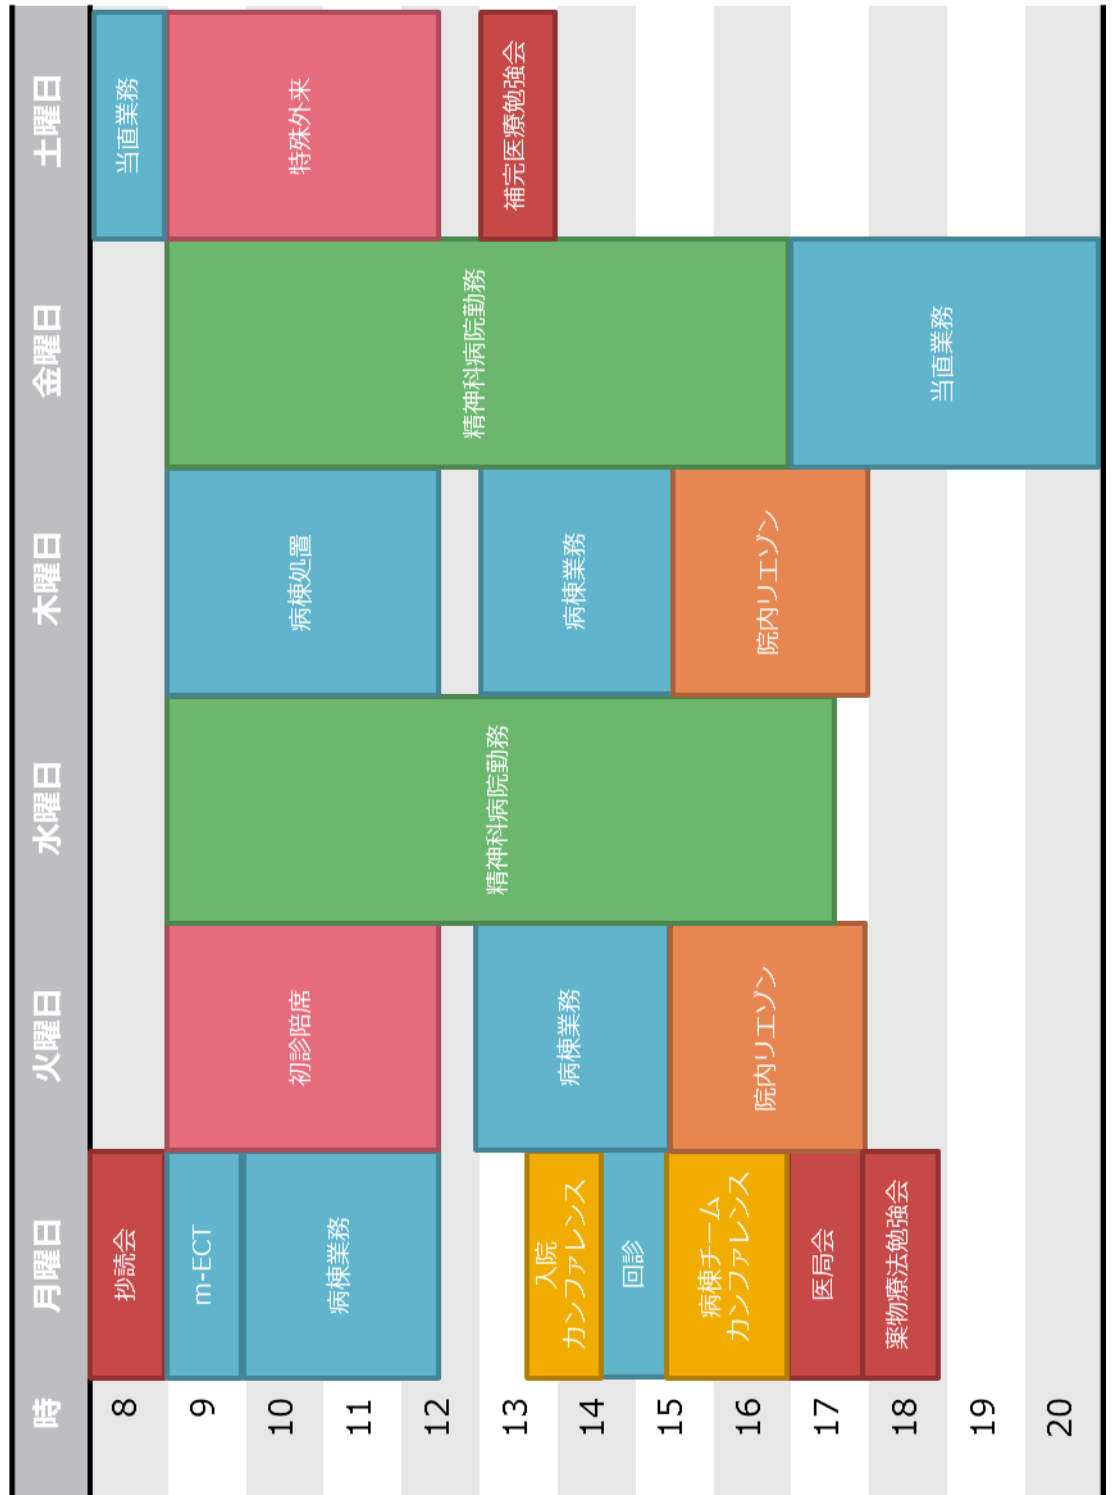 時
月曜日
火曜日
水曜日
木曜日
金曜日
土曜日
8
9
10
11
12
13
14
15
16
17
18
19
20
抄読会
m-ECT
病棟業務
入院
カンファレンス
回診
病棟チーム
カンファレンス
医局会
薬物療法勉強会
初診陪席
病棟業務
院内リエゾン
精神科病院勤務
病棟処置
病棟業務
院内リエゾン
精神科病院勤務
当直業務
当直業務
特殊外来
補完医療勉強会